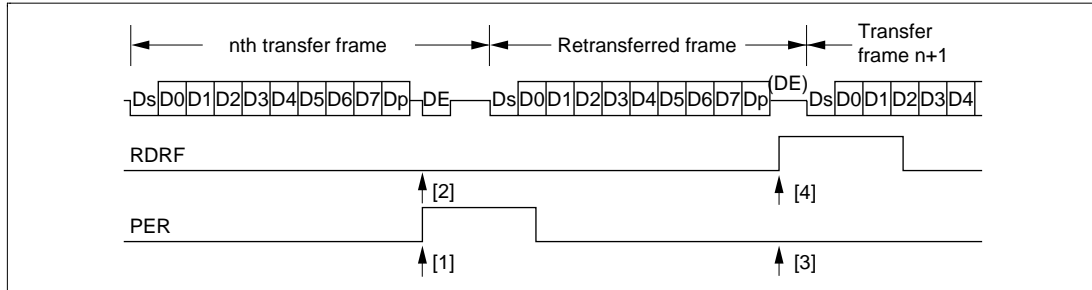 nth transfer frame Retransferred frame Transfer
frame n+1
Ds D0 D1 D2 D3 D4 D5 D6 D7 Dp DE Ds D0 D1 D2 D3 D4 D5 D6 D7 Dp (DE) Ds D0 D1 D2 D3 D4
RDRF
[2] [4]
PER
[1] [3]